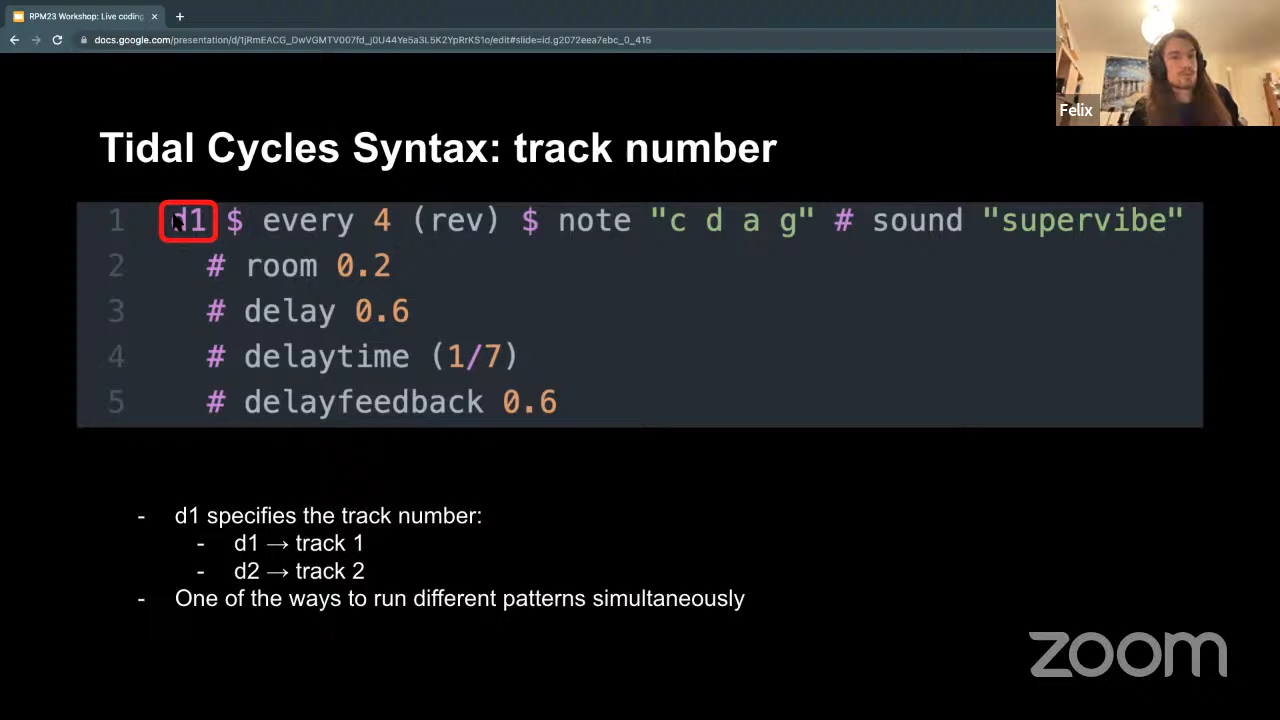 RPM23 Workshop: Live coding
docs.google.com/presentation/d/1jRmEACG_DwVGMTV007fd_j0U44Ye5a3L5K2YpRrKS1o/edit#slide=id.g2072eea7ebc_0_415
Felix
Tidal Cycles Syntax: track number
1 d1 $ every 4 (rev) $ note "c d a g" # sound "supervibe"
2 # room 0.2
3 # delay 0.6
4 # delaytime (1/7)
5 # delayfeedback 0.6
- d1 specifies the track number:
- d1 → track 1
- d2 → track 2
- One of the ways to run different patterns simultaneously
zoom